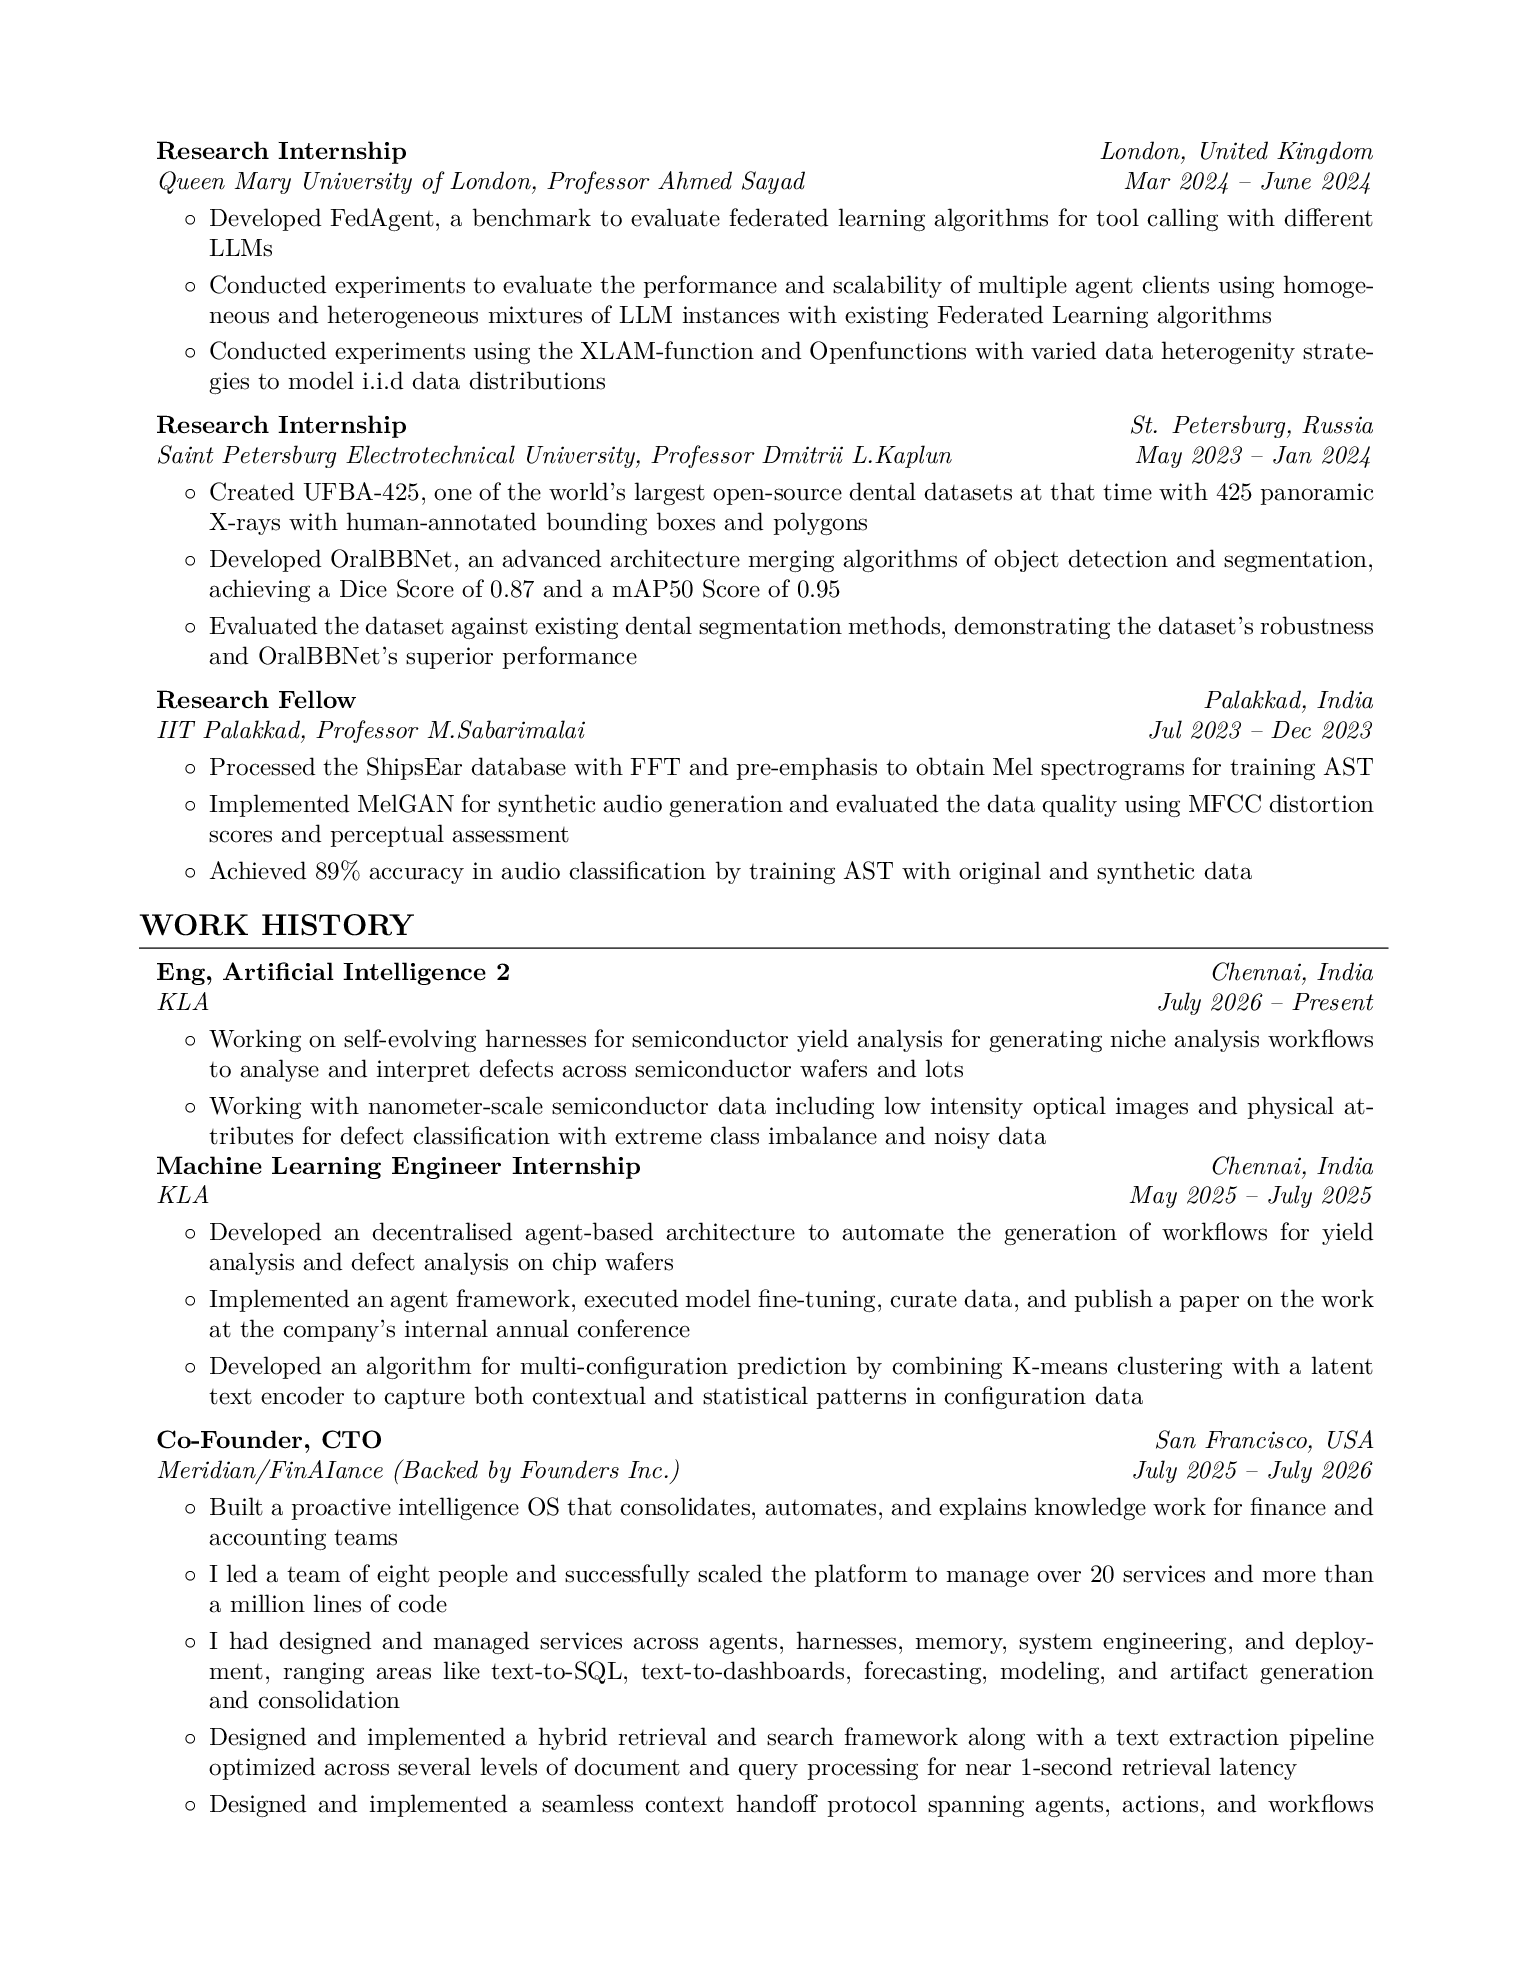 Research Internship London, United Kingdom
Queen Mary University of London, Professor Ahmed Sayad Mar 2024 – June 2024
◦ Developed FedAgent, a benchmark to evaluate federated learning algorithms for tool calling with different
LLMs
◦ Conducted experiments to evaluate the performance and scalability of multiple agent clients using homoge-
neous and heterogeneous mixtures of LLM instances with existing Federated Learning algorithms
◦ Conducted experiments using the XLAM-function and Openfunctions with varied data heterogenity strate-
gies to model i.i.d data distributions
Research Internship St. Petersburg, Russia
Saint Petersburg Electrotechnical University, Professor Dmitrii L.Kaplun May 2023 – Jan 2024
◦ Created UFBA-425, one of the world's largest open-source dental datasets at that time with 425 panoramic
X-rays with human-annotated bounding boxes and polygons
◦ Developed OralBBNet, an advanced architecture merging algorithms of object detection and segmentation,
achieving a Dice Score of 0.87 and a mAP50 Score of 0.95
◦ Evaluated the dataset against existing dental segmentation methods, demonstrating the dataset's robustness
and OralBBNet's superior performance
Research Fellow Palakkad, India
IIT Palakkad, Professor M.Sabarimalai Jul 2023 – Dec 2023
◦ Processed the ShipsEar database with FFT and pre-emphasis to obtain Mel spectrograms for training AST
◦ Implemented MelGAN for synthetic audio generation and evaluated the data quality using MFCC distortion
scores and perceptual assessment
◦ Achieved 89% accuracy in audio classification by training AST with original and synthetic data
WORK HISTORY
Eng, Artificial Intelligence 2 Chennai, India
KLA July 2026 – Present
◦ Working on self-evolving harnesses for semiconductor yield analysis for generating niche analysis workflows
to analyse and interpret defects across semiconductor wafers and lots
◦ Working with nanometer-scale semiconductor data including low intensity optical images and physical at-
tributes for defect classification with extreme class imbalance and noisy data
Machine Learning Engineer Internship Chennai, India
KLA May 2025 – July 2025
◦ Developed an decentralised agent-based architecture to automate the generation of workflows for yield
analysis and defect analysis on chip wafers
◦ Implemented an agent framework, executed model fine-tuning, curate data, and publish a paper on the work
at the company's internal annual conference
◦ Developed an algorithm for multi-configuration prediction by combining K-means clustering with a latent
text encoder to capture both contextual and statistical patterns in configuration data
Co-Founder, CTO San Francisco, USA
Meridian/FinAIance (Backed by Founders Inc.) July 2025 – July 2026
◦ Built a proactive intelligence OS that consolidates, automates, and explains knowledge work for finance and
accounting teams
◦ I led a team of eight people and successfully scaled the platform to manage over 20 services and more than
a million lines of code
◦ I had designed and managed services across agents, harnesses, memory, system engineering, and deploy-
ment, ranging areas like text-to-SQL, text-to-dashboards, forecasting, modeling, and artifact generation
and consolidation
◦ Designed and implemented a hybrid retrieval and search framework along with a text extraction pipeline
optimized across several levels of document and query processing for near 1-second retrieval latency
◦ Designed and implemented a seamless context handoff protocol spanning agents, actions, and workflows